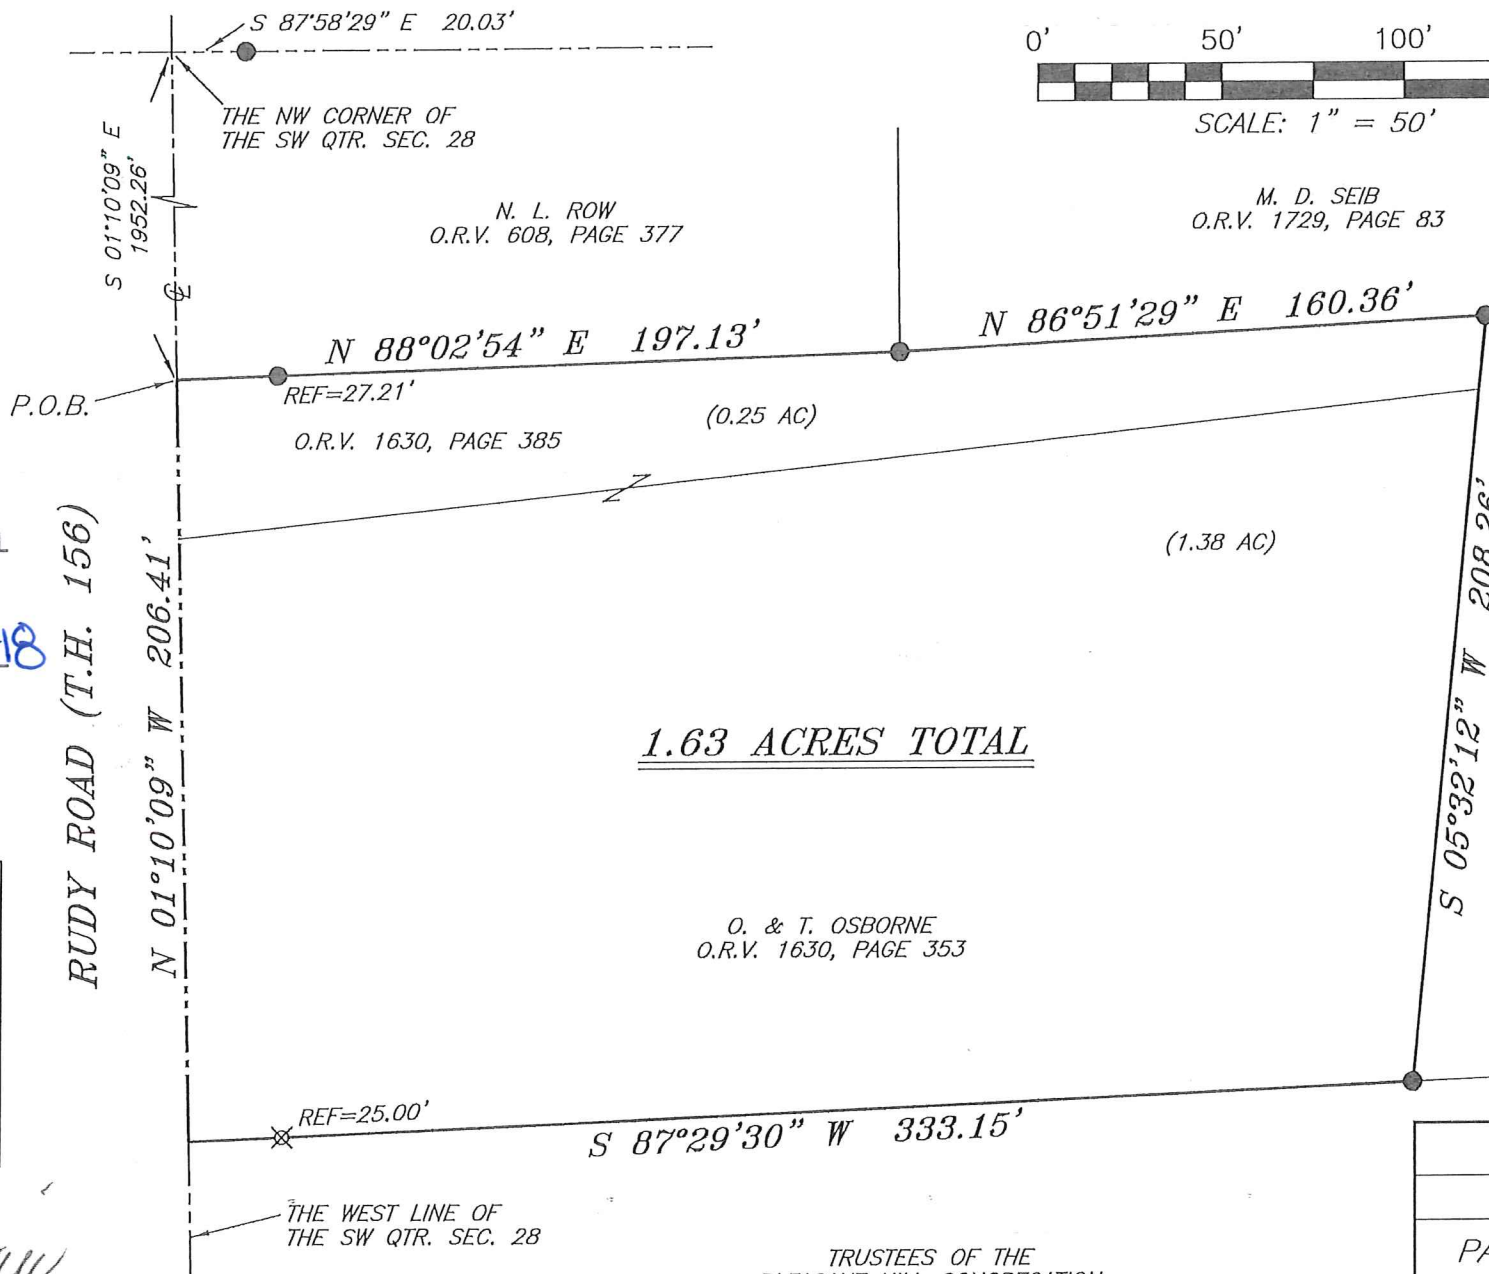 S 87°58'29" E 20.03'
0' 50' 100'
SCALE: 1" = 50'
THE NW CORNER OF
THE SW QTR. SEC. 28
S 01°10'09" E
1952.26'
N. L. ROW
O.R.V. 608, PAGE 377
M. D. SEIB
O.R.V. 1729, PAGE 83
N 88°02'54" E 197.13'
N 86°51'29" E 160.36'
P.O.B.
REF=27.21'
O.R.V. 1630, PAGE 385
(0.25 AC)
(1.38 AC)
RUDY ROAD (T.H. 156)
N 01°10'09" W 206.41'
S 05°32'12" W 208.26'
18
1.63 ACRES TOTAL
O. & T. OSBORNE
O.R.V. 1630, PAGE 353
REF=25.00'
S 87°29'30" W 333.15'
THE WEST LINE OF
THE SW QTR. SEC. 28
TRUSTEES OF THE
PA